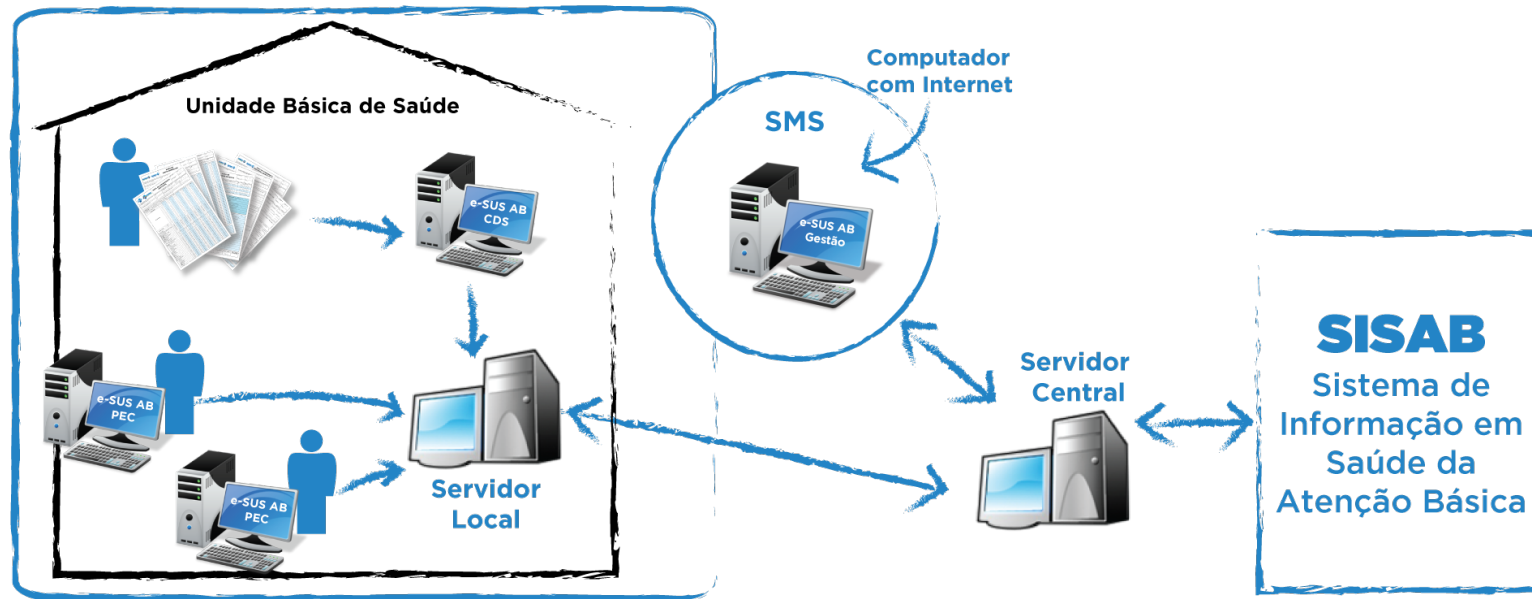 Unidade Básica de Saúde
e-SUS AB
CDS
e-SUS AB
PEC
e-SUS AB
PEC
Servidor
Local
Computador
com Internet
SMS
e-SUS AB
Gestão
Servidor
Central
SISAB
Sistema de
Informação em
Saúde da
Atenção Básica